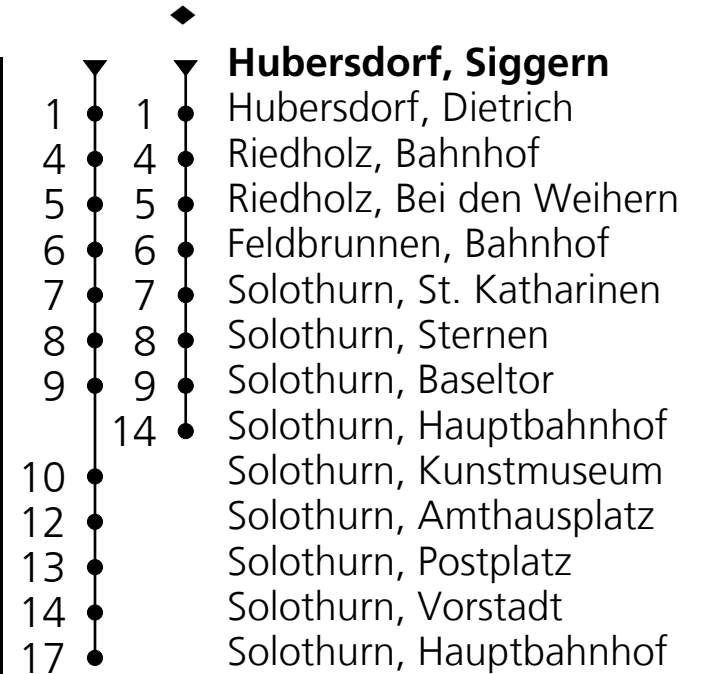 Hubersdorf, Siggern
1 1 Hubersdorf, Dietrich
4 4 Riedholz, Bahnhof
5 5 Riedholz, Bei den Weihern
6 6 Feldbrunnen, Bahnhof
7 7 Solothurn, St. Katharinen
8 8 Solothurn, Sternen
9 9 Solothurn, Baseltor
14 Solothurn, Hauptbahnhof
10 Solothurn, Kunstmuseum
12 Solothurn, Amthausplatz
13 Solothurn, Postplatz
14 Solothurn, Vorstadt
17 Solothurn, Hauptbahnhof